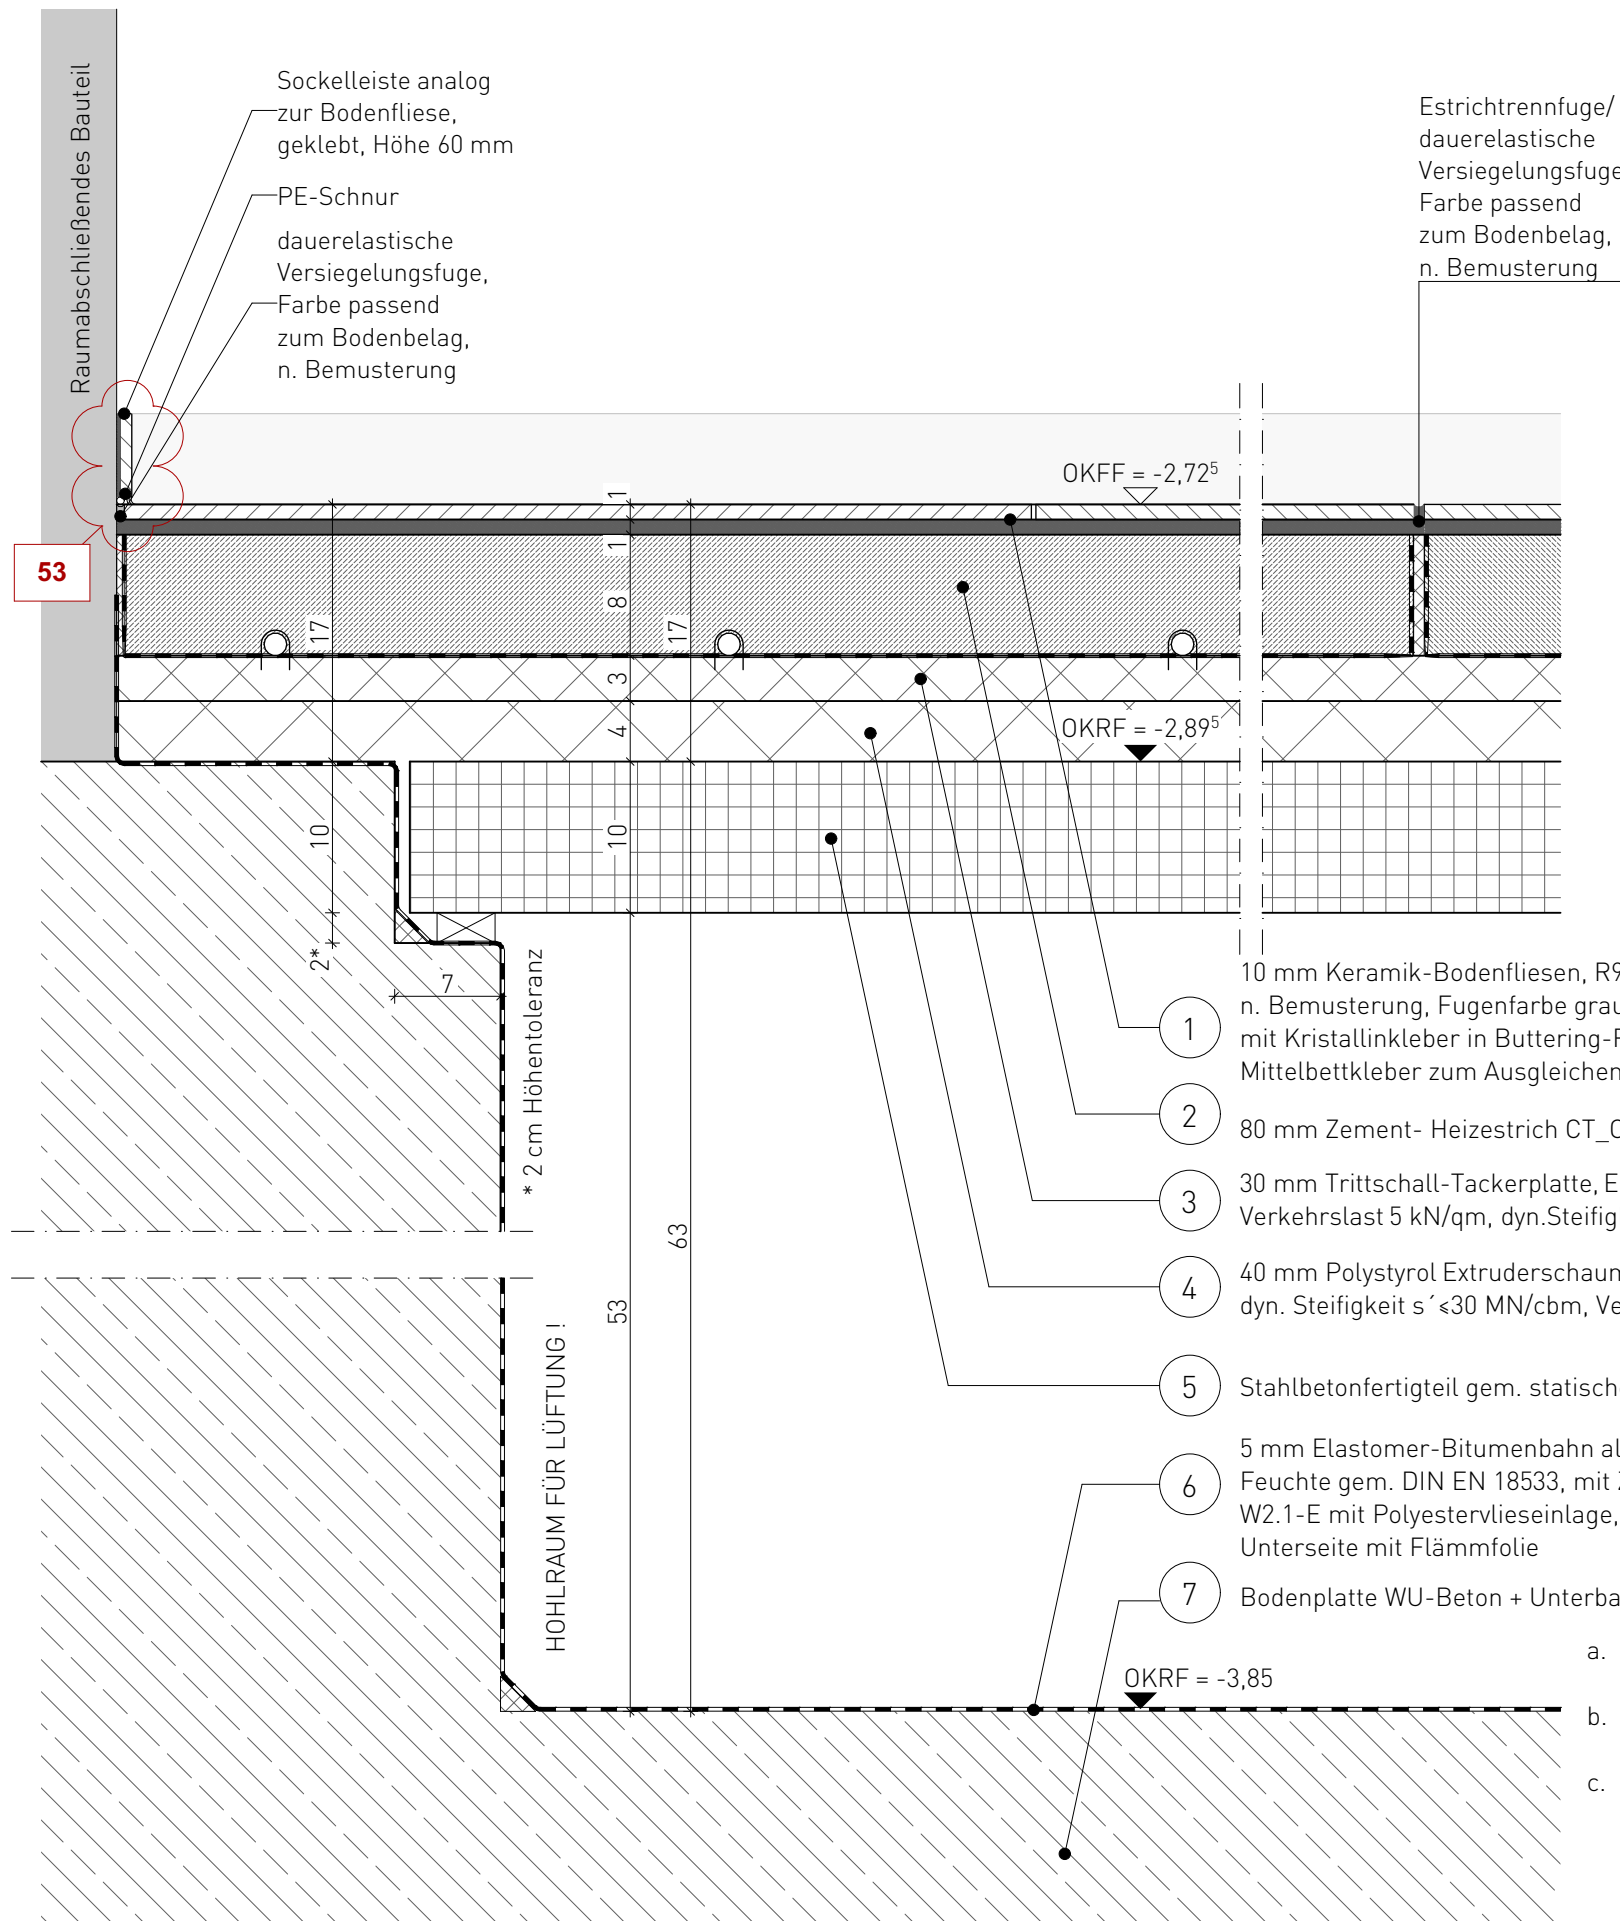 Raumabschließendes Bauteil
Sockelleiste analog
zur Bodenfliese,
geklebt, Höhe 60 mm
PE-Schnur
dauerelastische
Versiegelungsfuge,
Farbe passend
zum Bodenbelag,
n. Bemusterung
Estrichtrennfuge/
dauerelastische
Versiegelungsfuge
Farbe passend
zum Bodenbelag,
n. Bemusterung
53
OKFF = -2,72⁵
1
1
8
17
17
3
4
OKRF = -2,89⁵
10
10
2*
7
* 2 cm Höhentoleranz
63
53
HOHLRAUM FÜR LÜFTUNG !
1
10 mm Keramik-Bodenfliesen, R9
n. Bemusterung, Fugenfarbe grau
mit Kristallinkleber in Buttering-
Mittelbettkleber zum Ausgleichen
2
80 mm Zement- Heizestrich CT_
3
30 mm Trittschall-Tackerplatte, E
Verkehrslast 5 kN/qm, dyn.Steifig
4
40 mm Polystyrol Extruderschaum
dyn. Steifigkeit s´≤30 MN/cbm, Ve
5
Stahlbetonfertigteil gem. statisch
6
5 mm Elastomer-Bitumenbahn al
Feuchte gem. DIN EN 18533, mit
W2.1-E mit Polyestervlieseinlage,
Unterseite mit Flämmfolie
7
Bodenplatte WU-Beton + Unterba
a.
OKRF = -3,85
b.
c.